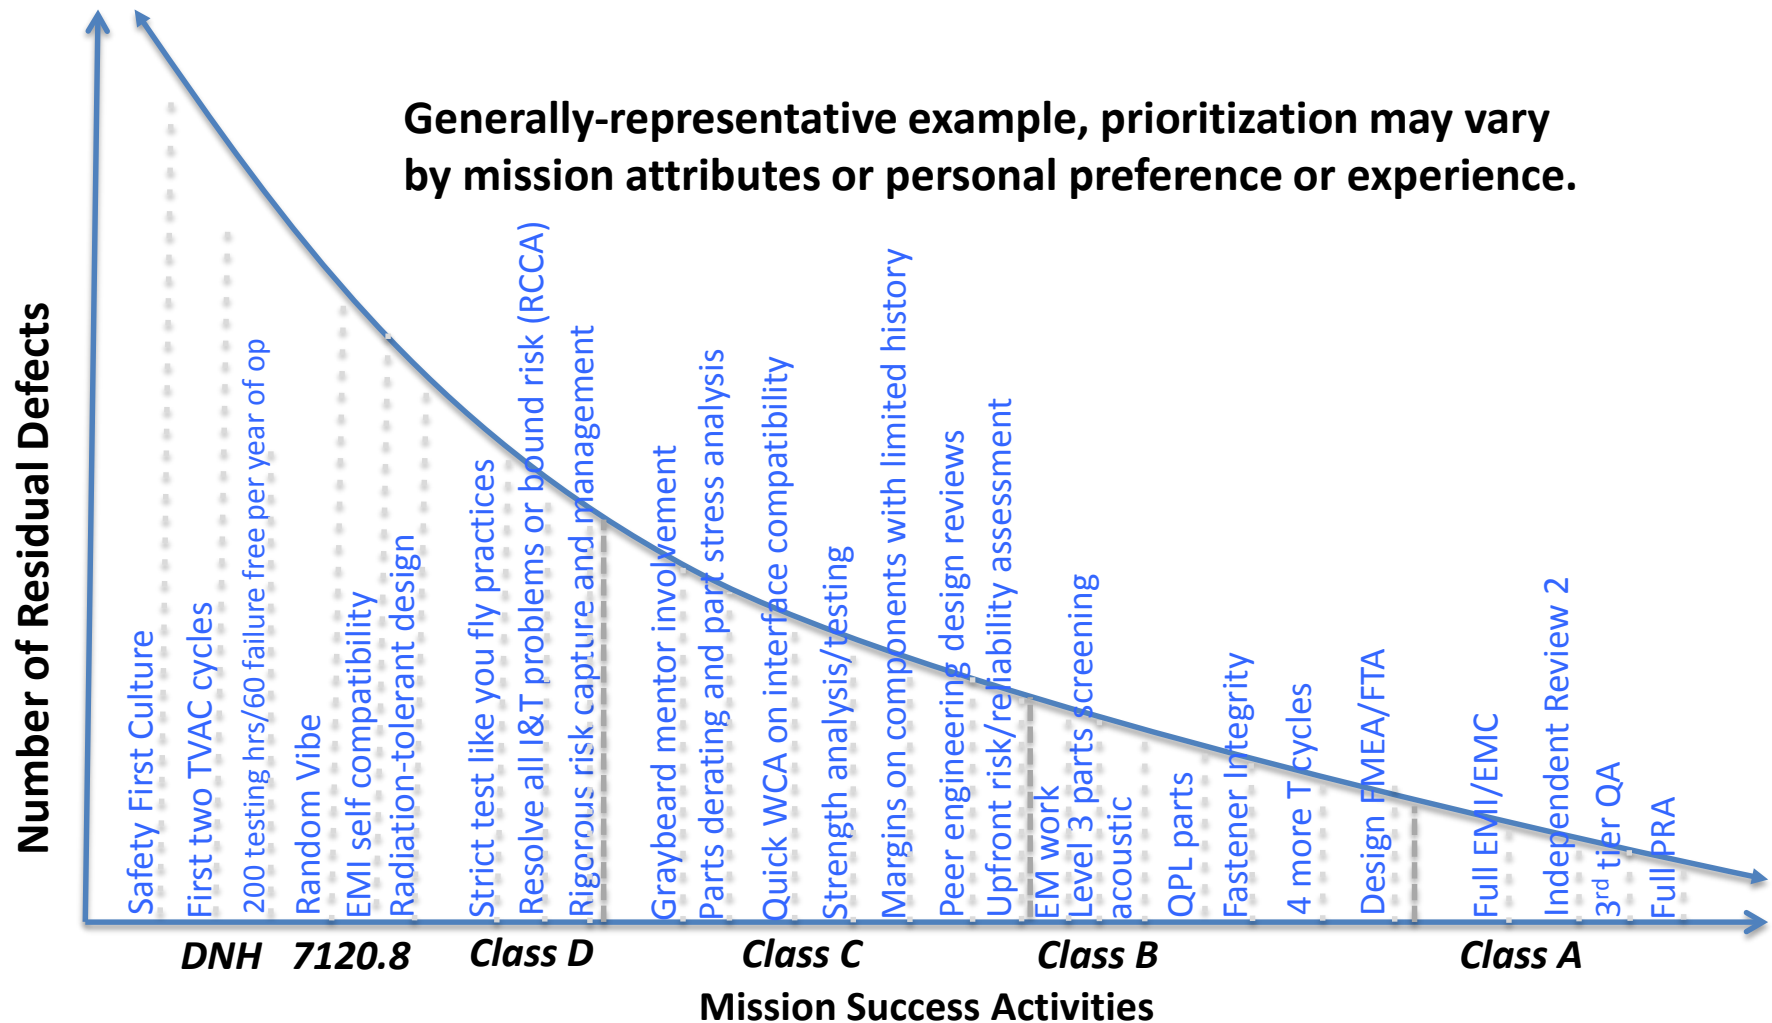 Generally-representative example, prioritization may vary
by mission attributes or personal preference or experience.
Number of Residual Defects
Safety First Culture
First two TVAC cycles
200 testing hrs/60 failure free per year of op
Random Vibe
EMI self compatibility
Radiation-tolerant design
Strict test like you fly practices
Resolve all I&T problems or bound risk (RCCA)
Rigorous risk capture and management
Graybeard mentor involvement
Parts derating and part stress analysis
Quick WCA on interface compatibility
Strength analysis/testing
Margins on components with limited history
Peer engineering design reviews
Upfront risk/reliability assessment
EM work
Level 3 parts screening
acoustic
QPL parts
Fastener Integrity
4 more T cycles
Design FMEA/FTA
Full EMI/EMC
Independent Review 2
3rd tier QA
Full PRA
DNH 7120.8 Class D Class C Class B Class A
Mission Success Activities